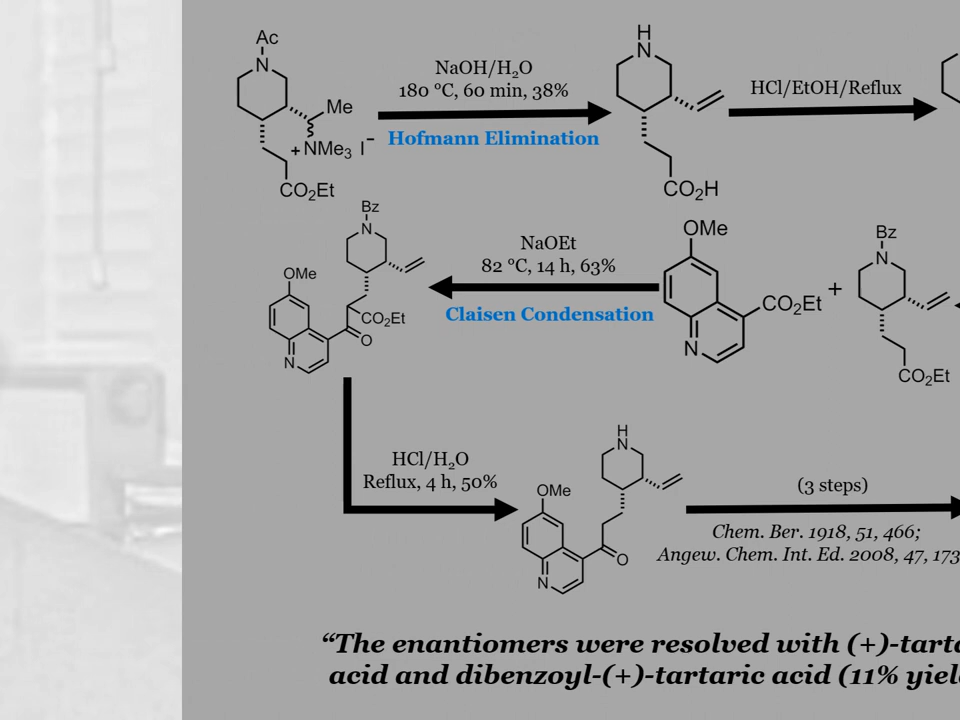 Ac
N
Me
+NMe3 I−
CO2Et
NaOH/H2O
180 °C, 60 min, 38%
Hofmann Elimination
H
N
CO2H
HCl/EtOH/Reflux
Bz
N
OMe
CO2Et
O
N
NaOEt
82 °C, 14 h, 63%
Claisen Condensation
OMe
CO2Et
N
+
Bz
N
CO2Et
HCl/H2O
Reflux, 4 h, 50%
H
N
OMe
O
N
(3 steps)
Chem. Ber. 1918, 51, 466;
Angew. Chem. Int. Ed. 2008, 47, 173
“The enantiomers were resolved with (+)-tarta
acid and dibenzoyl-(+)-tartaric acid (11% yiel